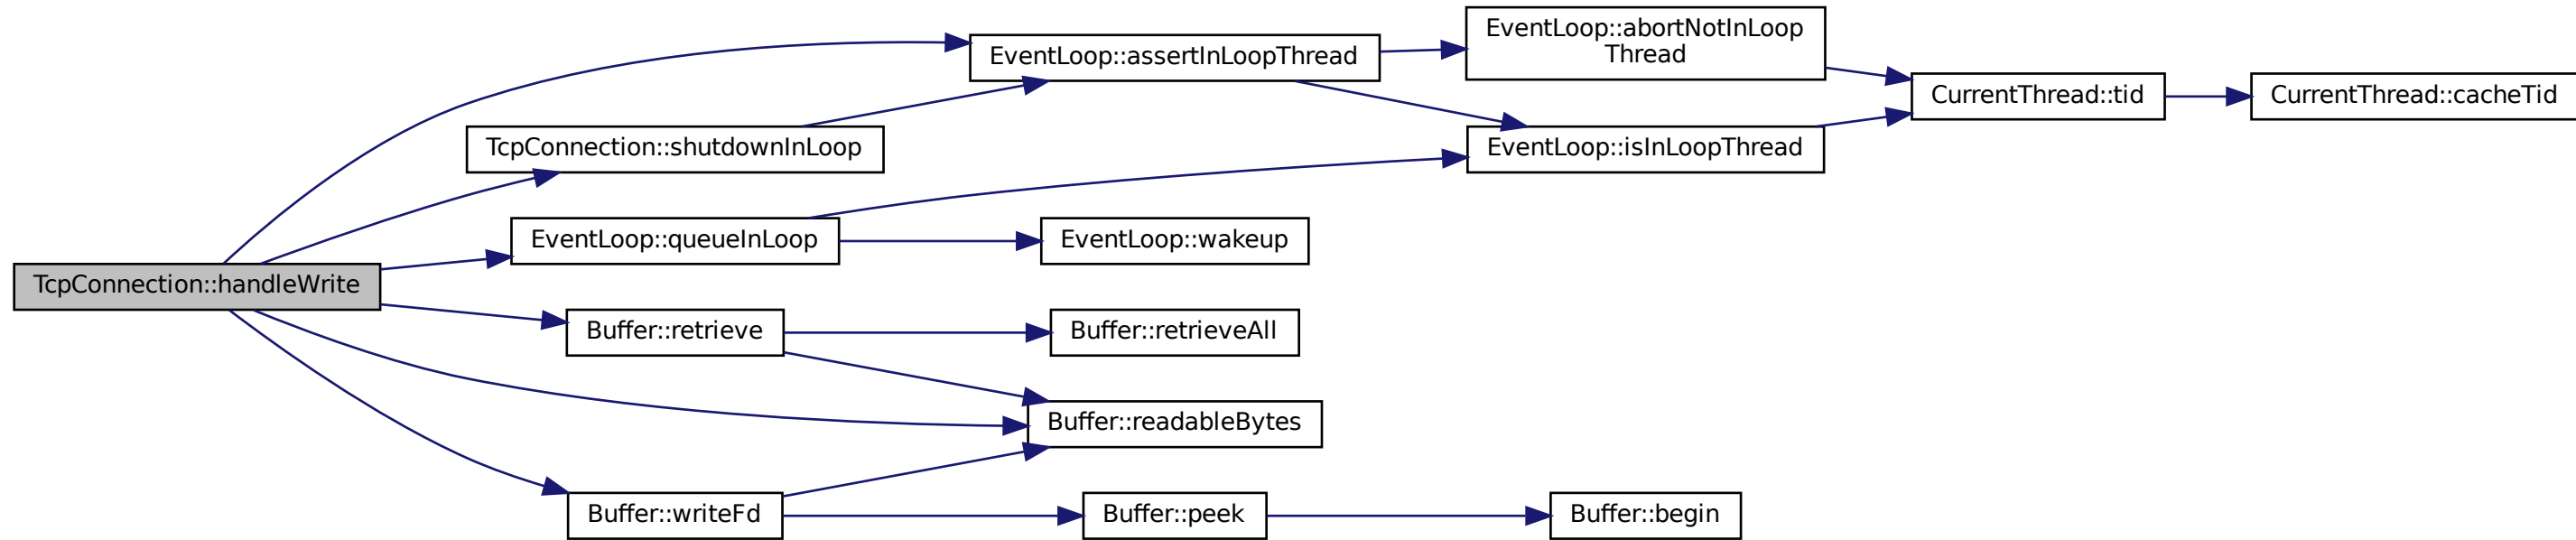 EventLoop::abortNotInLoop
Thread
EventLoop::assertInLoopThread
CurrentThread::tid
CurrentThread::cacheTid
TcpConnection::shutdownInLoop
EventLoop::isInLoopThread
EventLoop::queueInLoop
EventLoop::wakeup
TcpConnection::handleWrite
Buffer::retrieve
Buffer::retrieveAll
Buffer::readableBytes
Buffer::writeFd
Buffer::peek
Buffer::begin